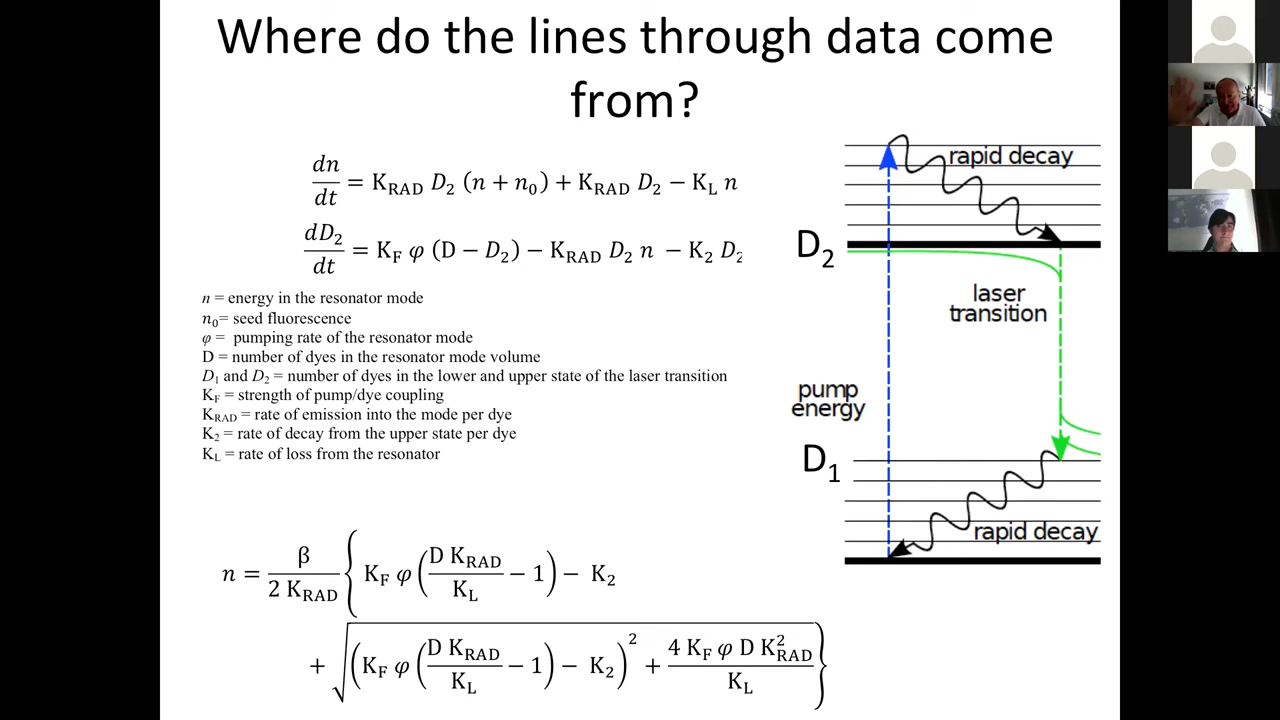 Where do the lines through data come
from?
dn/dt = K_RAD D_2 (n + n_0) + K_RAD D_2 − K_L n
dD_2/dt = K_F φ (D − D_2) − K_RAD D_2 n − K_2 D_2
n = energy in the resonator mode
n_0= seed fluorescence
φ = pumping rate of the resonator mode
D = number of dyes in the resonator mode volume
D_1 and D_2 = number of dyes in the lower and upper state of the laser transition
K_F = strength of pump/dye coupling
K_RAD = rate of emission into the mode per dye
K_2 = rate of decay from the upper state per dye
K_L = rate of loss from the resonator
n = β/(2 K_RAD) { K_F φ (D K_RAD/K_L − 1) − K_2
+ √((K_F φ (D K_RAD/K_L − 1) − K_2)^2 + 4 K_F φ D K_RAD^2/K_L) }
rapid decay
D_2
laser
transition
pump
energy
D_1
rapid decay